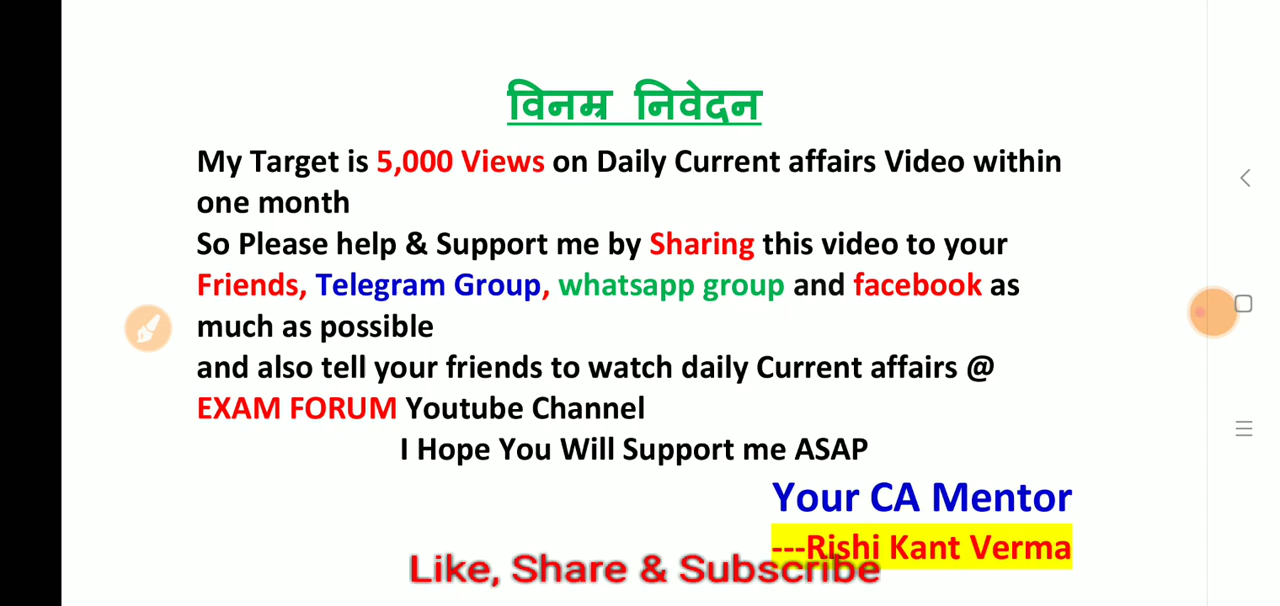 विनम्र निवेदन
My Target is 5,000 Views on Daily Current affairs Video within
one month
So Please help & Support me by Sharing this video to your
Friends, Telegram Group, whatsapp group and facebook as
much as possible
and also tell your friends to watch daily Current affairs @
EXAM FORUM Youtube Channel
I Hope You Will Support me ASAP
Your CA Mentor
---Rishi Kant Verma
Like, Share & Subscribe